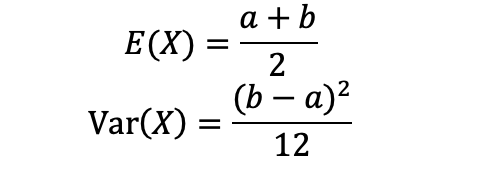 E(X) = (a + b) / 2
Var(X) = (b − a)² / 12